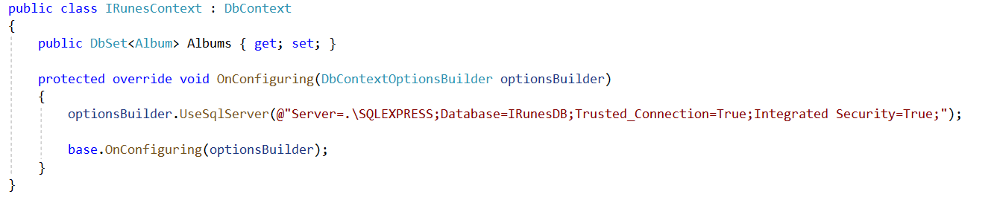 public class IRunesContext : DbContext
{
    public DbSet<Album> Albums { get; set; }

    protected override void OnConfiguring(DbContextOptionsBuilder optionsBuilder)
    {
        optionsBuilder.UseSqlServer(@"Server=.\SQLEXPRESS;Database=IRunesDB;Trusted_Connection=True;Integrated Security=True;");

        base.OnConfiguring(optionsBuilder);
    }
}